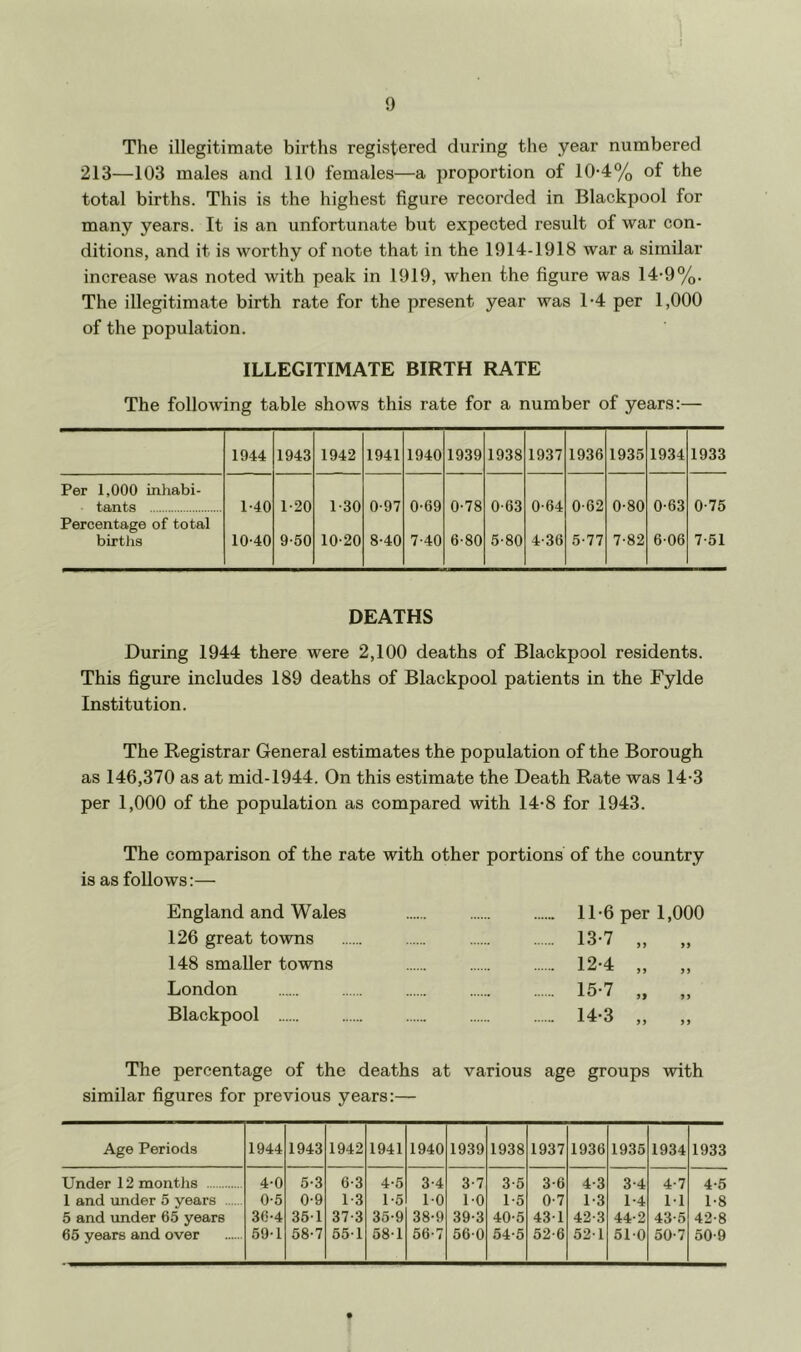 9
The illegitimate births registered during the year numbered
213—103 males and 110 females—a proportion of 10·4% of the
total births. This is the highest figure recorded in Blackpool for
many years. It is an unfortunate but expected result of war con-
ditions, and it is worthy of note that in the 1914-1918 war a similar
increase was noted with peak in 1919, when the figure was 14·9%.
The illegitimate birth rate for the present year was 1·4 per 1,000
of the population.
ILLEGITIMATE BIRTH RATE
The following table shows this rate for a number of years:—
1944 1943 1942 1941 1940 1939 1938 1937 1936 1935 1934 1933
Per 1,000 inhabi-
tants ........ 1·40 1·20 1·30 0·97 0·69 0·78 0·63 0·64 0·62 0·80 0·63 0·75
Percentage of total
births 10·40 9·50 10·20 8·40 7·40 6·80 5·80 4·36 5·77 7·82 6·06 7·51
DEATHS
During 1944 there were 2,100 deaths of Blackpool residents.
This figure includes 189 deaths of Blackpool patients in the Fylde
Institution.
The Registrar General estimates the population of the Borough
as 146,370 as at mid-1944. On this estimate the Death Rate was 14·3
per 1,000 of the population as compared with 14·8 for 1943.
The comparison of the rate with other portions of the country
is as follows:—
England and Wales ...... ...... ...... 11·6 per 1,000
126 great towns ...... ...... ...... ...... 13·7 ,, ,,
148 smaller towns ...... ...... ...... 12·4 ,, ,,
London ...... ...... ...... ...... ...... 15·7 ,, ,,
Blackpool ...... ...... ...... ...... ...... 14·3 ,, ,,
The percentage of the deaths at various age groups with
similar figures for previous years:—
Age Periods 1944 1943 1942 1941 1940 1939 1938 1937 1936 1935 1934 1933
Under 12 months ...... 4·0 5·3 6·3 4·5 3·4 3·7 3·5 3·6 4·3 3·4 4·7 4·5
1 and under 5 years ...... 0·5 0·9 1·3 1·5 1·0 1·0 1·5 0·7 1·3 1·4 1·1 1·8
5 and under 65 years 36·4 35·1 37·3 35·9 38·9 39·3 40·5 43·1 42·3 44·2 43·5 42·8
65 years and over ...... 59·1 58·7 55·1 58·1 56·7 56·0 54·5 52·6 52·1 51·0 50·7 50·9